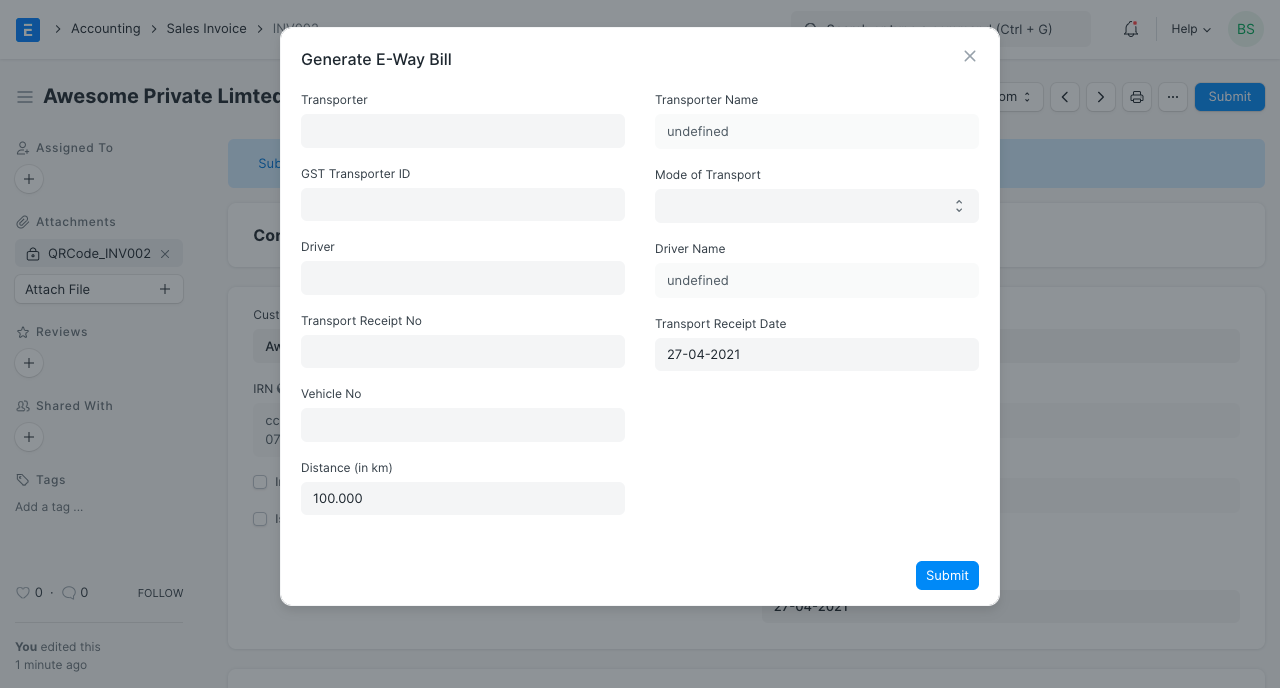 E
Accounting
Sales Invoice
INV002
(Ctrl + G)
Help
BS
Awesome Private Limted
Submit
Assigned To
Attachments
QRCode_INV002
Attach File
Reviews
Shared With
Tags
Add a tag ...
0 · 0
FOLLOW
You edited this
1 minute ago
Generate E-Way Bill
Transporter
Transporter Name
undefined
GST Transporter ID
Mode of Transport
Driver
Driver Name
undefined
Transport Receipt No
Transport Receipt Date
27-04-2021
Vehicle No
Distance (in km)
100.000
Submit
IRN
27-04-2021